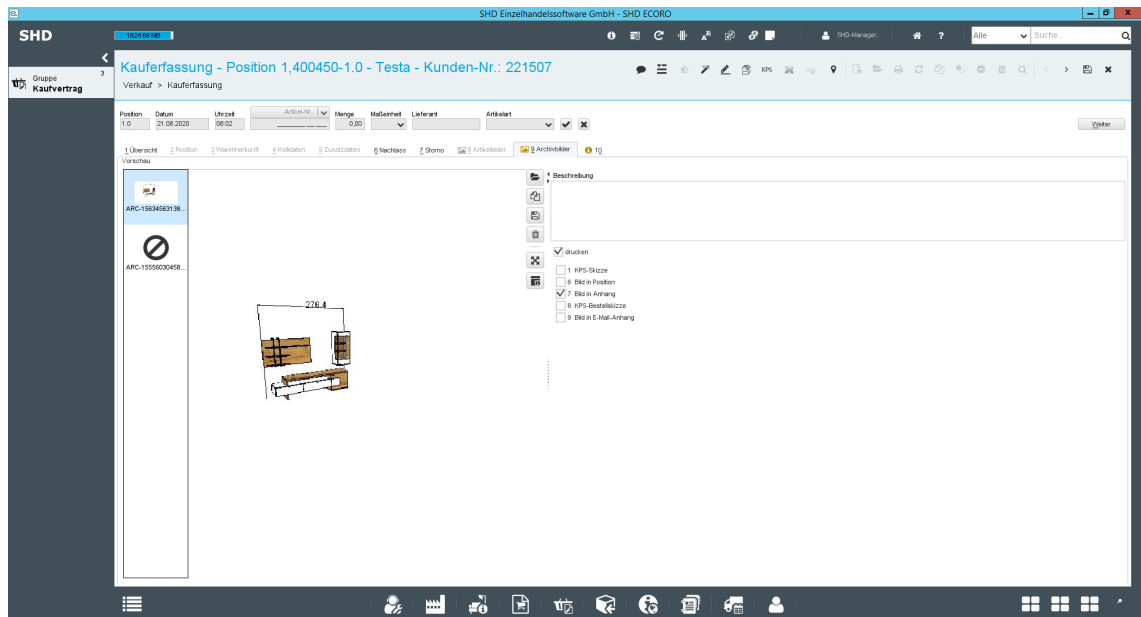 SHD Einzelhandelssoftware GmbH - SHD ECORO
SHD
182/188 MB
SHD-Manager,
?
Alle
Suche...
Gruppe
3
Kaufvertrag
Kauferfassung - Position 1,400450-1.0 - Testa - Kunden-Nr.: 221507
KPS
Verkauf > Kauferfassung
Position
Datum
Uhrzeit
Artikel-Nr.
Menge
Maßeinheit
Lieferant
Artikelart
1.0
21.08.2020
08:02
0,00
Weiter
1 Übersicht
2 Position
3 Warenherkunft
4 Kollidaten
5 Zusatzdaten
6 Nachlass
7 Storno
8 Artikelbilder
9 Archivbilder
10
Vorschau
Beschreibung
ARC-15634563138...
ARC-15556030458...
drucken
1 KPS-Skizze
6 Bild in Position
7 Bild in Anhang
8 KPS-Bestellskizze
9 Bild in E-Mail-Anhang
276.4